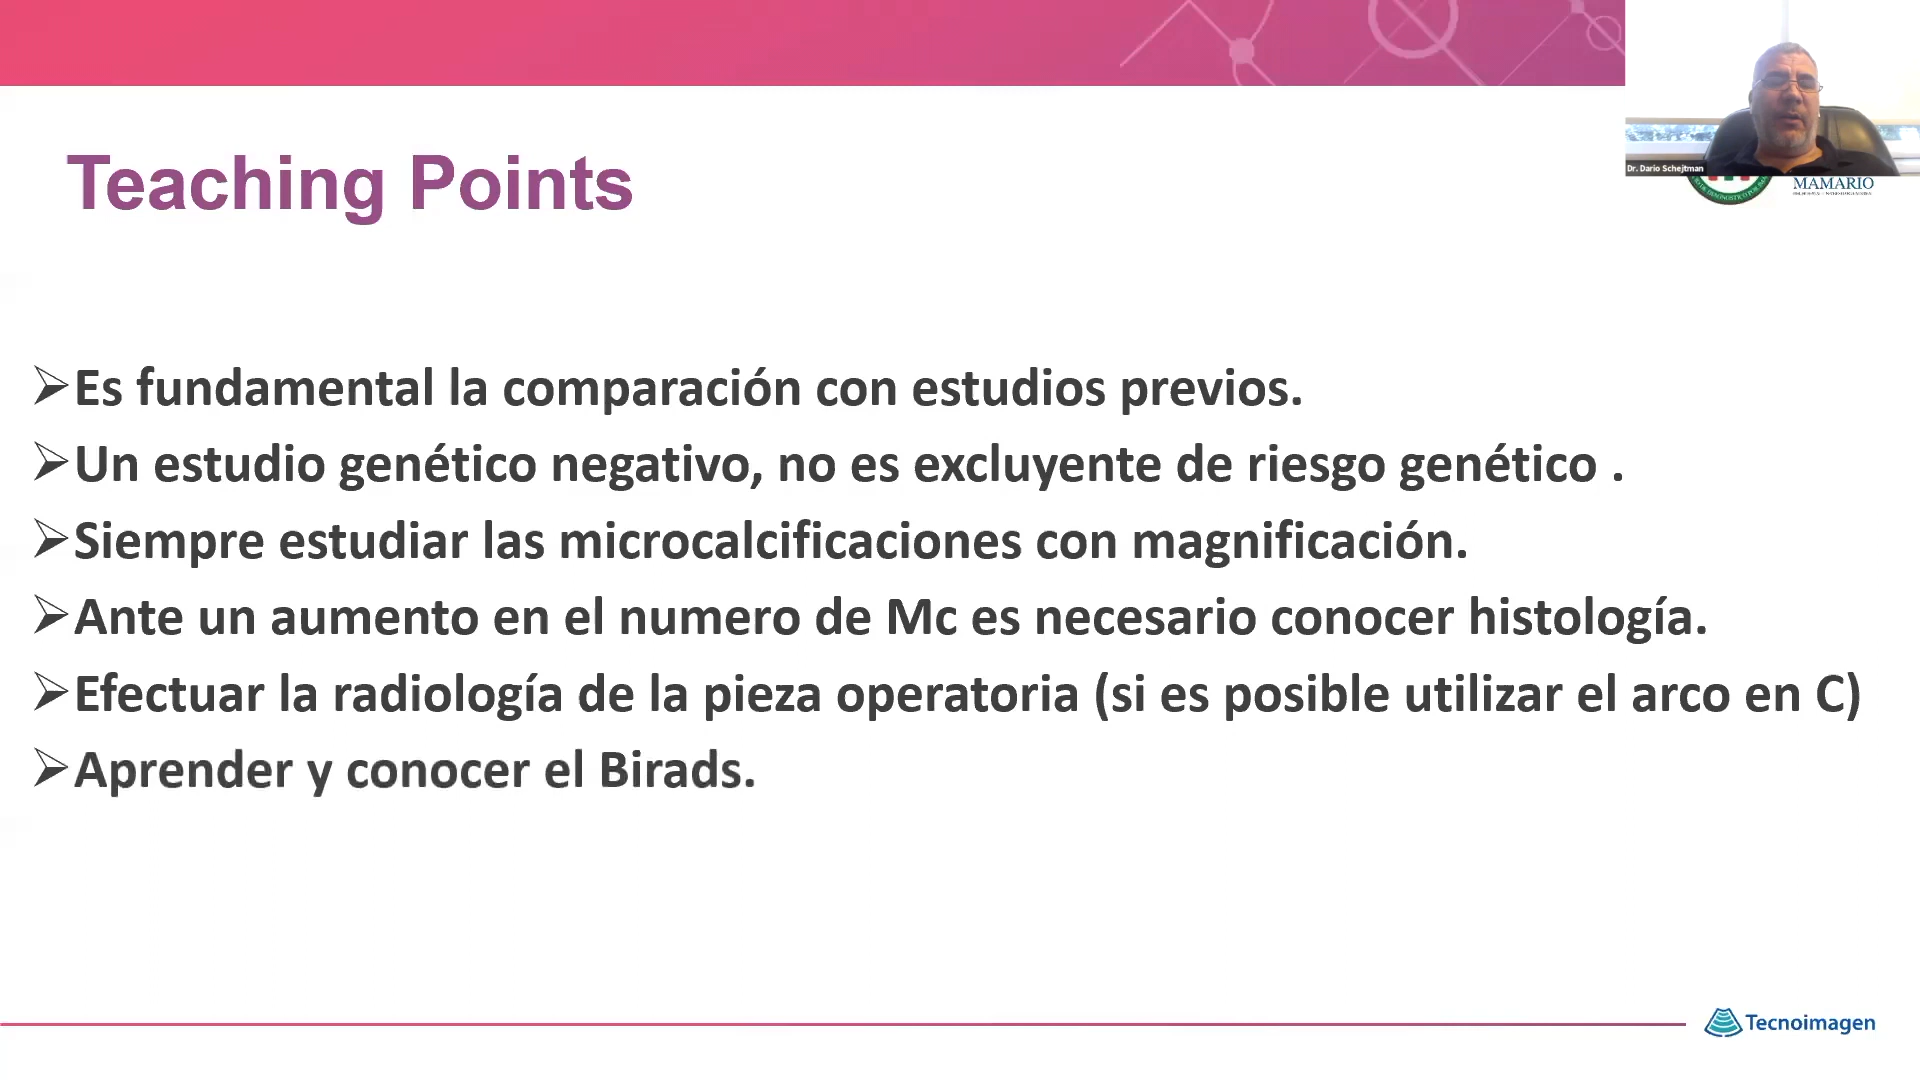 Dr. Dario Schejtman
MAMARIO
Teaching Points
Es fundamental la comparación con estudios previos.
Un estudio genético negativo, no es excluyente de riesgo genético .
Siempre estudiar las microcalcificaciones con magnificación.
Ante un aumento en el numero de Mc es necesario conocer histología.
Efectuar la radiología de la pieza operatoria (si es posible utilizar el arco en C)
Aprender y conocer el Birads.
Tecnoimagen